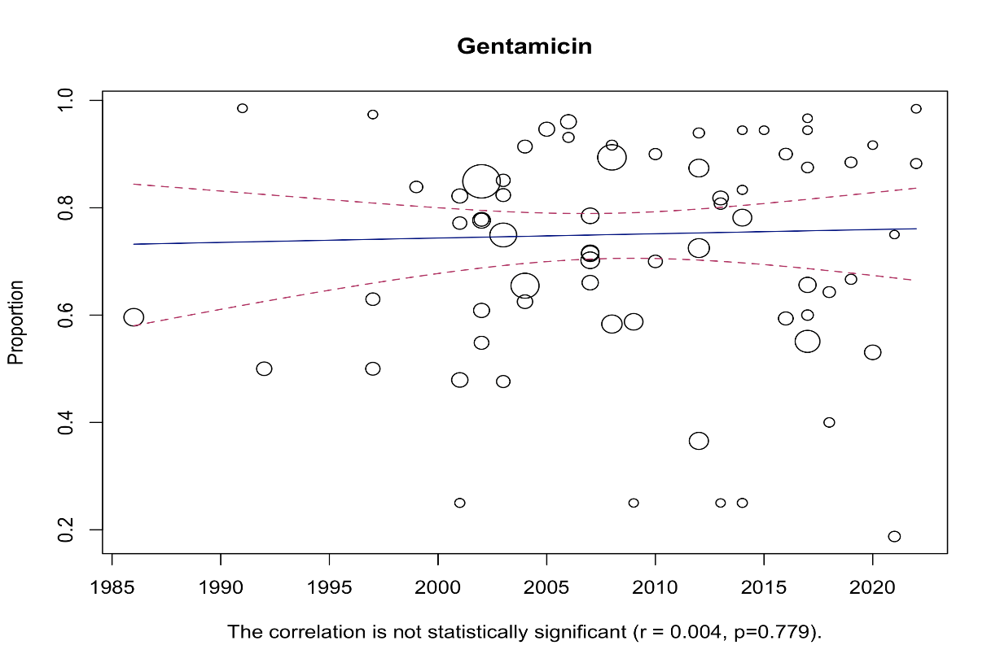 Gentamicin
1.0
0.8
0.6
0.4
0.2
Proportion
1985 1990 1995 2000 2005 2010 2015 2020
The correlation is not statistically significant (r = 0.004, p=0.779).